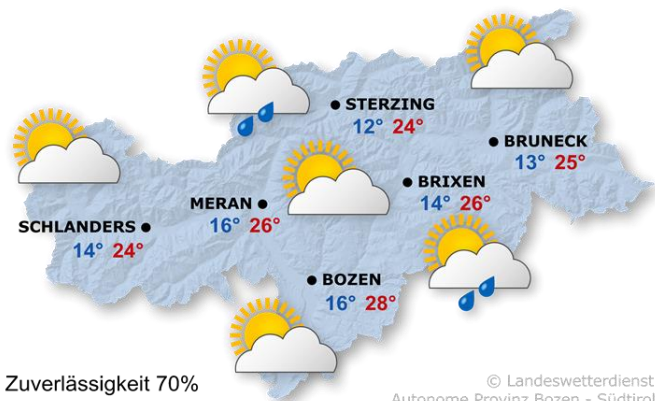 STERZING
12° 24°
BRUNECK
13° 25°
BRIXEN
14° 26°
MERAN
16° 26°
SCHLANDERS
14° 24°
BOZEN
16° 28°
Zuverlässigkeit 70%
© Landeswetterdienst
Autonome Provinz Bozen - Südtirol